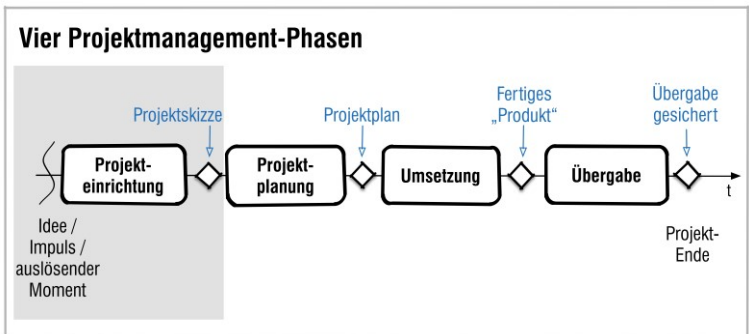 Vier Projektmanagement-Phasen
Projektskizze
Projektplan
Fertiges
„Produkt“
Übergabe
gesichert
Projekt-
einrichtung
Projekt-
planung
Umsetzung
Übergabe
t
Idee /
Impuls /
auslösender
Moment
Projekt-
Ende